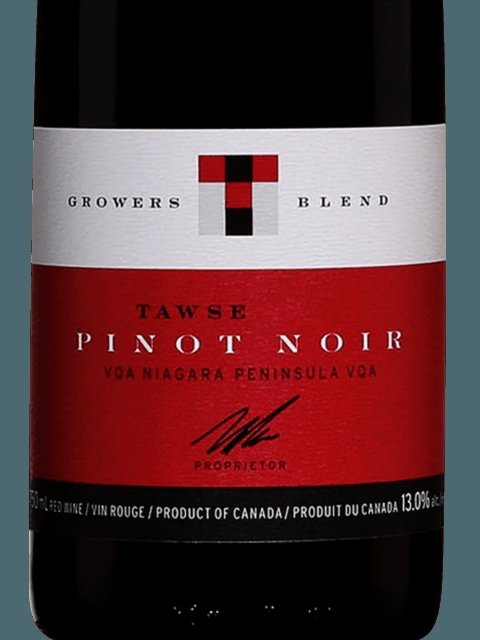 GROWERS T BLEND
TAWSE
PINOT NOIR
VQA NIAGARA PENINSULA VQA
PROPRIETOR
750 mL RED WINE / VIN ROUGE / PRODUCT OF CANADA / PRODUIT DU CANADA 13.0% alc./